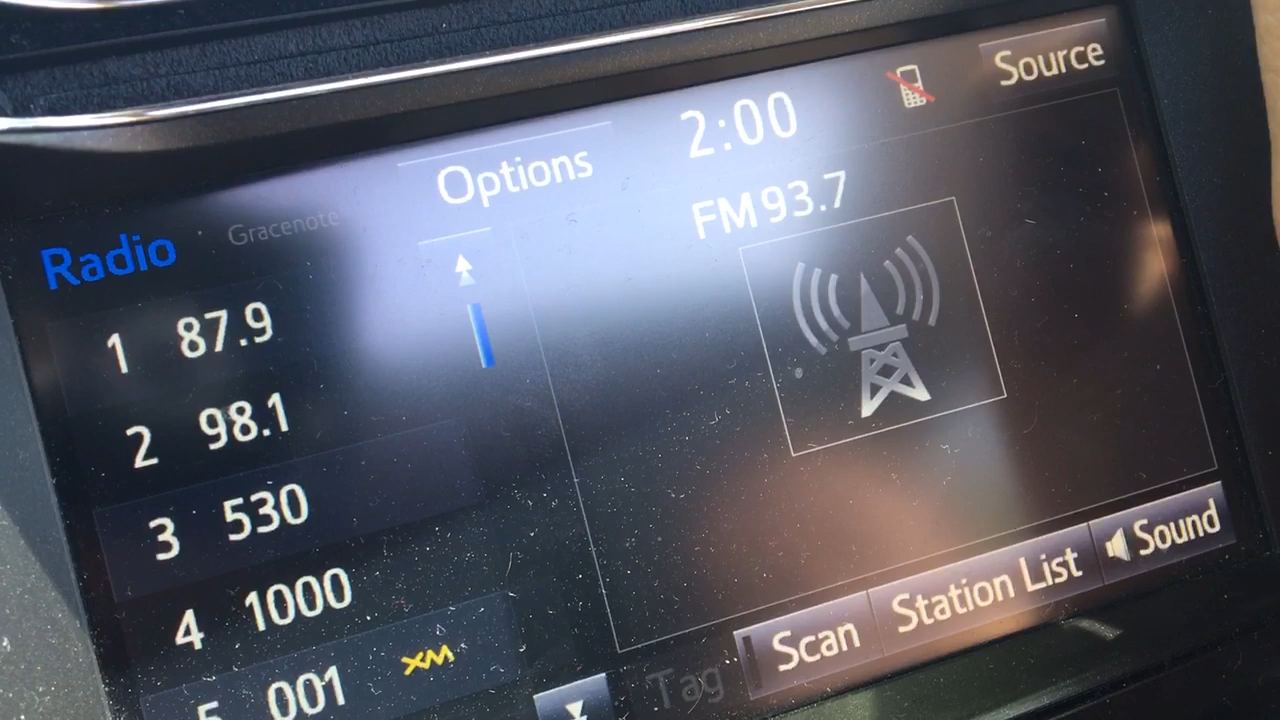 Source
2:00
Options
FM 93.7
Radio
Gracenote
1 87.9
2 98.1
3 530
4 1000
5 001 XM
Tag
Scan
Station List
Sound